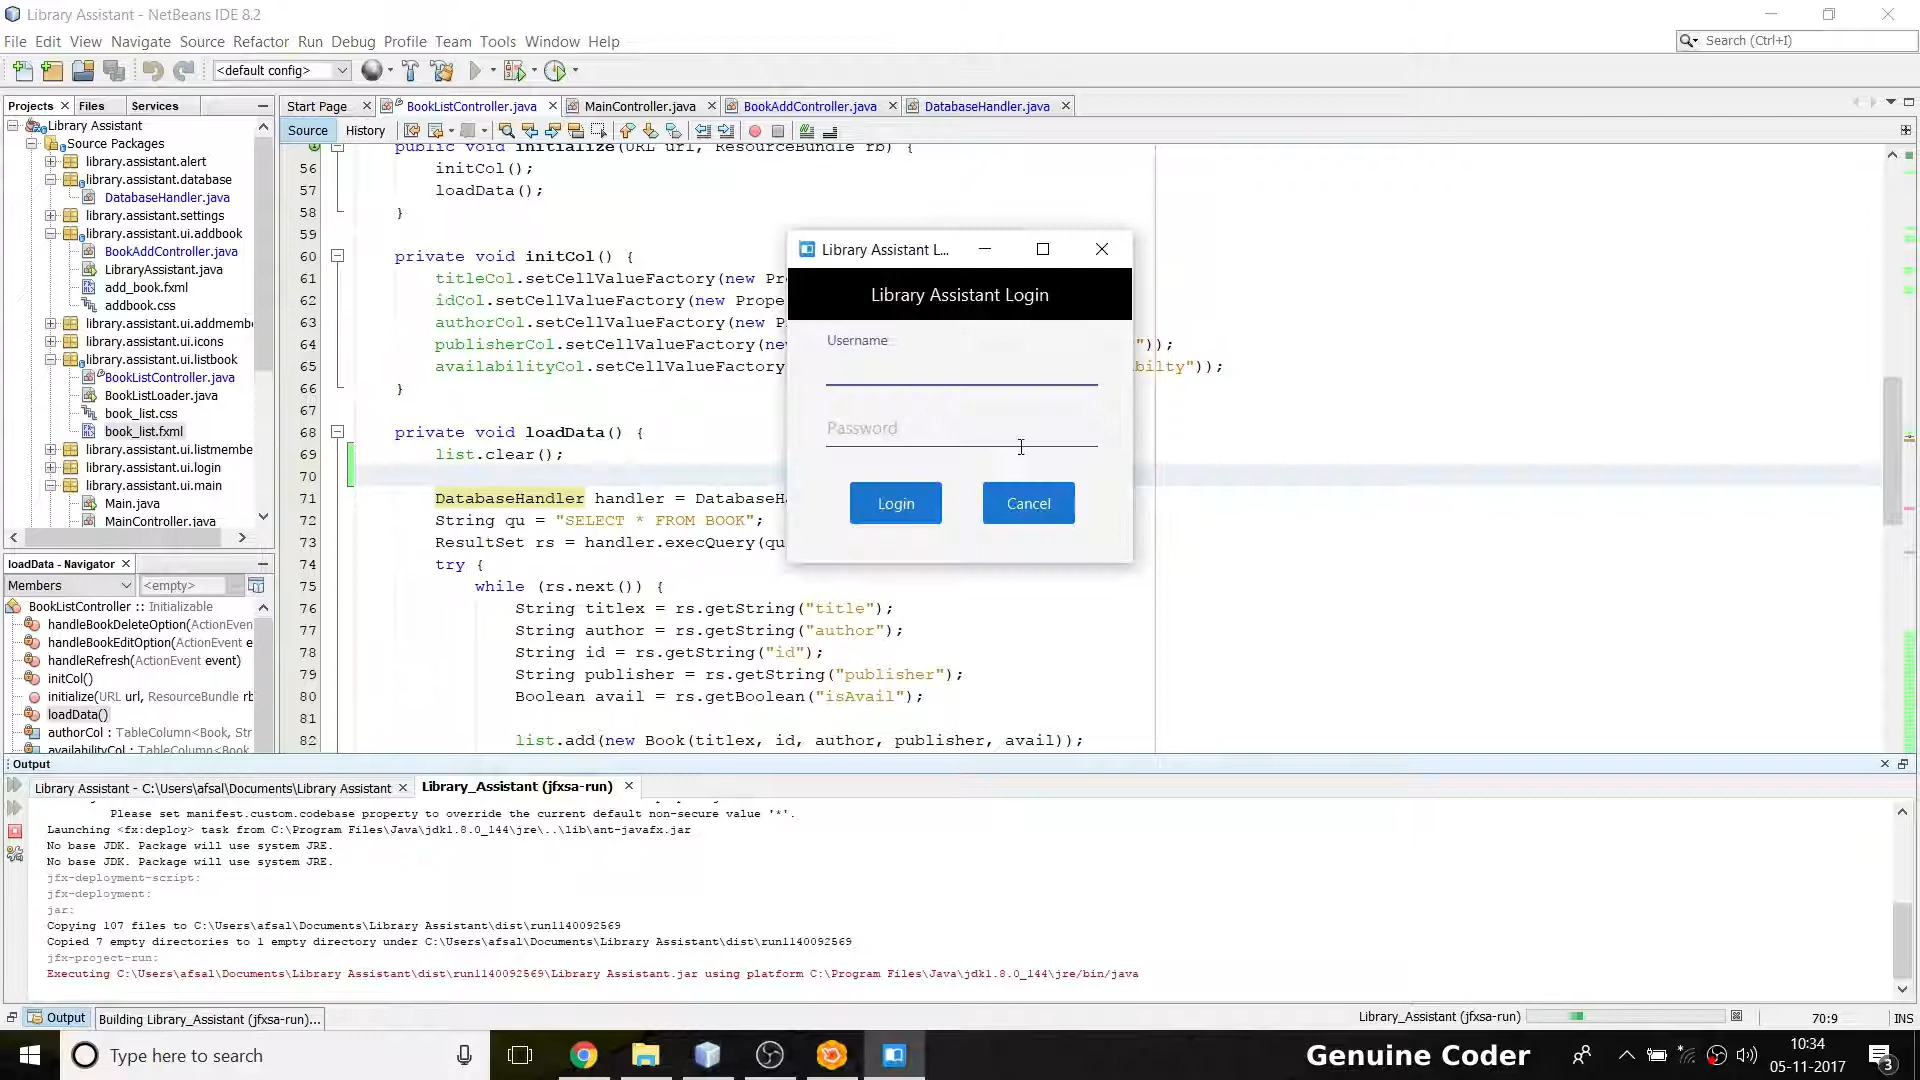 Library Assistant - NetBeans IDE 8.2
File Edit View Navigate Source Refactor Run Debug Profile Team Tools Window Help
Search (Ctrl+I)
<default config>
Projects Files Services
Start Page BookListController.java MainController.java BookAddController.java DatabaseHandler.java
Source History
Library Assistant
Source Packages
library.assistant.alert
library.assistant.database
DatabaseHandler.java
library.assistant.settings
library.assistant.ui.addbook
BookAddController.java
LibraryAssistant.java
add_book.fxml
addbook.css
library.assistant.ui.addmembe
library.assistant.ui.icons
library.assistant.ui.listbook
BookListController.java
BookListLoader.java
book_list.css
book_list.fxml
library.assistant.ui.listmembe
library.assistant.ui.login
library.assistant.ui.main
Main.java
MainController.java
public void initialize(URL url, ResourceBundle rb) {
56 initCol();
57 loadData();
58 }
59
60 private void initCol() {
61 titleCol.setCellValueFactory(new Pr
62 idCol.setCellValueFactory(new Prope
63 authorCol.setCellValueFactory(new P
64 publisherCol.setCellValueFactory(ne "));
65 availabilityCol.setCellValueFactory bilty"));
66 }
67
68 private void loadData() {
69 list.clear();
70
71 DatabaseHandler handler = DatabaseH
72 String qu = "SELECT * FROM BOOK";
73 ResultSet rs = handler.execQuery(qu
74 try {
75 while (rs.next()) {
76 String titlex = rs.getString("title");
77 String author = rs.getString("author");
78 String id = rs.getString("id");
79 String publisher = rs.getString("publisher");
80 Boolean avail = rs.getBoolean("isAvail");
81
82 list.add(new Book(titlex, id, author, publisher, avail));
Library Assistant L...
Library Assistant Login
Username
Password
Login Cancel
loadData - Navigator
Members <empty>
BookListController :: Initializable
handleBookDeleteOption(ActionEven
handleBookEditOption(ActionEvent e
handleRefresh(ActionEvent event)
initCol()
initialize(URL url, ResourceBundle rb
loadData()
authorCol : TableColumn<Book, Str
availabilityCol : TableColumn<Book
Output
Library Assistant - C:\Users\afsal\Documents\Library Assistant Library_Assistant (jfxsa-run)
Please set manifest.custom.codebase property to override the current default non-secure value '*'.
Launching <fx:deploy> task from C:\Program Files\Java\jdk1.8.0_144\jre\..\lib\ant-javafx.jar
No base JDK. Package will use system JRE.
No base JDK. Package will use system JRE.
jfx-deployment-script:
jfx-deployment:
jar:
Copying 107 files to C:\Users\afsal\Documents\Library Assistant\dist\run1140092569
Copied 7 empty directories to 1 empty directory under C:\Users\afsal\Documents\Library Assistant\dist\run1140092569
jfx-project-run:
Executing C:\Users\afsal\Documents\Library Assistant\dist\run1140092569\Library Assistant.jar using platform C:\Program Files\Java\jdk1.8.0_144\jre/bin/java
Output Building Library_Assistant (jfxsa-run)... Library_Assistant (jfxsa-run) 70:9 INS
Type here to search
Genuine Coder
10:34
05-11-2017
3